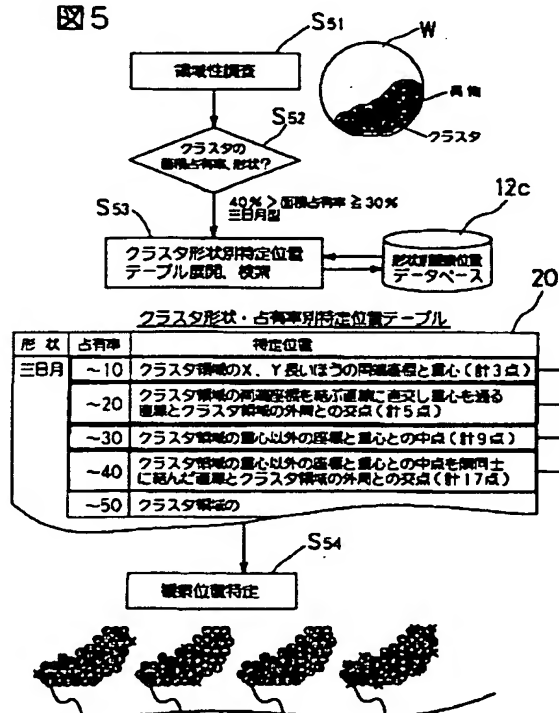 図5
S51
領域性調査
W
異物
クラスタ
S52
クラスタの
面積占有率、形状？
40％＞面積占有率≧30％
三日月型
S53
クラスタ形状別特定位置
テーブル展開、検索
12c
形状別観察位置
データベース
20
クラスタ形状・占有率別特定位置テーブル
形 状 占有率 特定位置
三日月 ～10 クラスタ領域のX、Y長いほうの両端座標と重心（計3点）
～20 クラスタ領域の両端座標を結ぶ直線に直交し重心を通る
直線とクラスタ領域の外周との交点（計5点）
～30 クラスタ領域の重心以外の座標と重心との中点（計9点）
～40 クラスタ領域の重心以外の座標と重心との中点を
に結んだ直線とクラスタ領域の外周との交点（計17点）
～50 クラスタ領域の
S54
観察位置特定